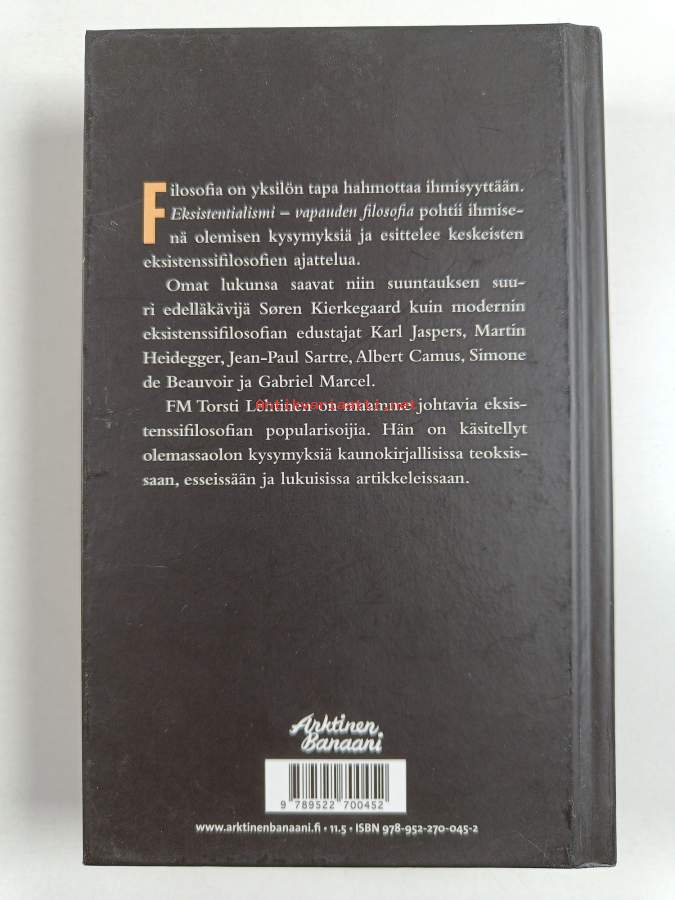 Filosofia on yksilön tapa hahmottaa ihmisyyttään.
Eksistentialismi – vapauden filosofia pohtii ihmise-
nä olemisen kysymyksiä ja esittelee keskeisten
eksistenssifilosofien ajattelua.
Omat lukunsa saavat niin suuntauksen suu-
ri edelläkävijä Søren Kierkegaard kuin modernin
eksistenssifilosofian edustajat Karl Jaspers, Martin
Heidegger, Jean-Paul Sartre, Albert Camus, Simone
de Beauvoir ja Gabriel Marcel.
Antikvariaatti.net
FM Torsti Lehtinen on maamme johtavia eksis-
tenssifilosofian popularisoijia. Hän on käsitellyt
olemassaolon kysymyksiä kaunokirjallisissa teoksis-
saan, esseissään ja lukuisissa artikkeleissaan.
Arktinen
Banaani
9 789522 700452
www.arktinenbanaani.fi • 11.5 • ISBN 978-952-270-045-2